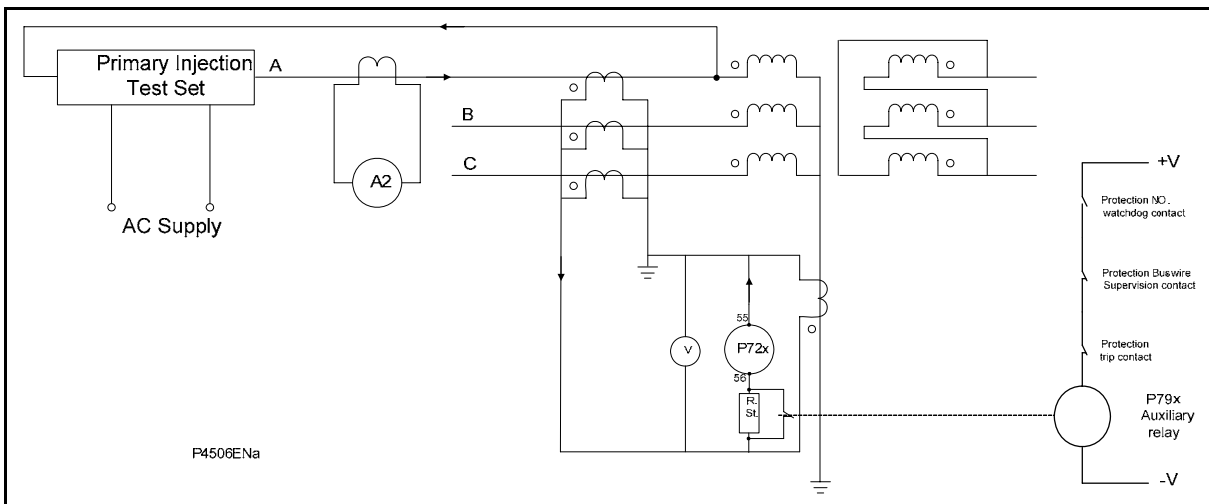 Primary Injection
Test Set
A
B
C
A2
AC Supply
V
55
P72x
56
R.
St.
+V
Protection NO.
watchdog contact
Protection Buswire
Supervision contact
Protection
trip contact
P79x
Auxiliary
relay
-V
P4506ENa